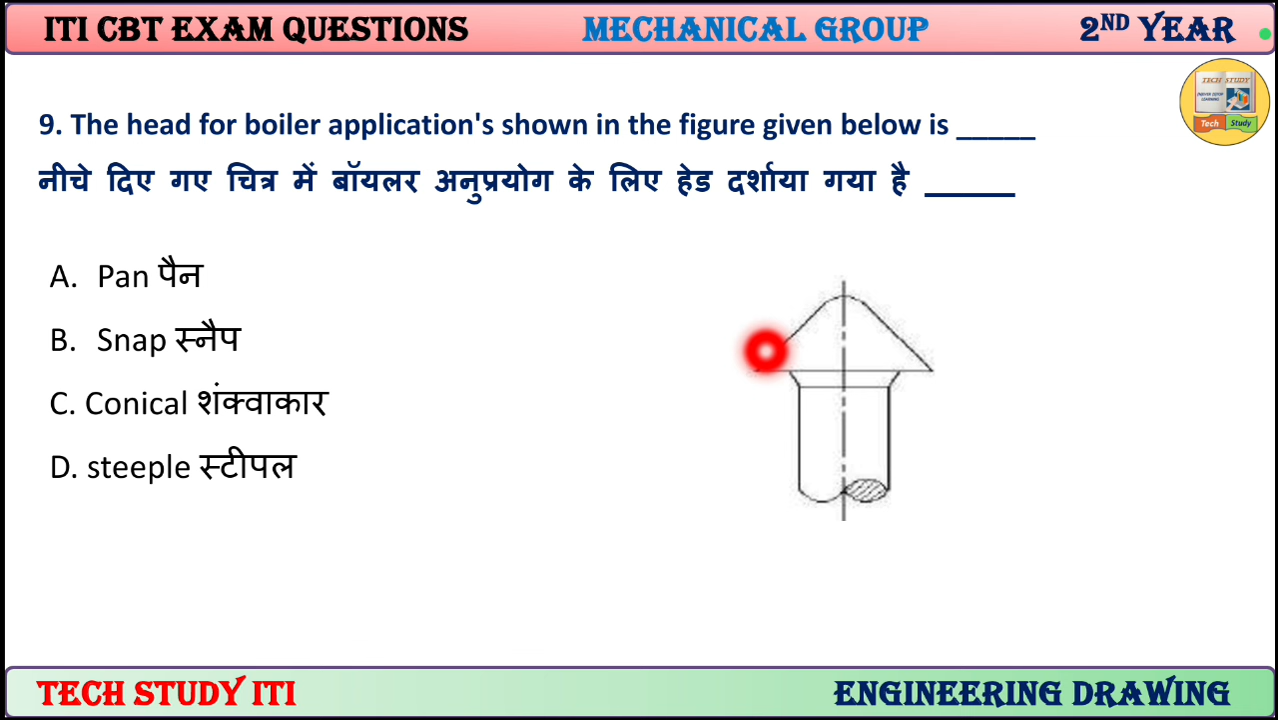 ITI CBT EXAM QUESTIONS MECHANICAL GROUP 2ND YEAR
TECH STUDY
Tech Study
9. The head for boiler application's shown in the figure given below is _____
नीचे दिए गए चित्र में बॉयलर अनुप्रयोग के लिए हेड दर्शाया गया है _____
A. Pan पैन
B. Snap स्नैप
C. Conical शंक्वाकार
D. steeple स्टीपल
TECH STUDY ITI ENGINEERING DRAWING